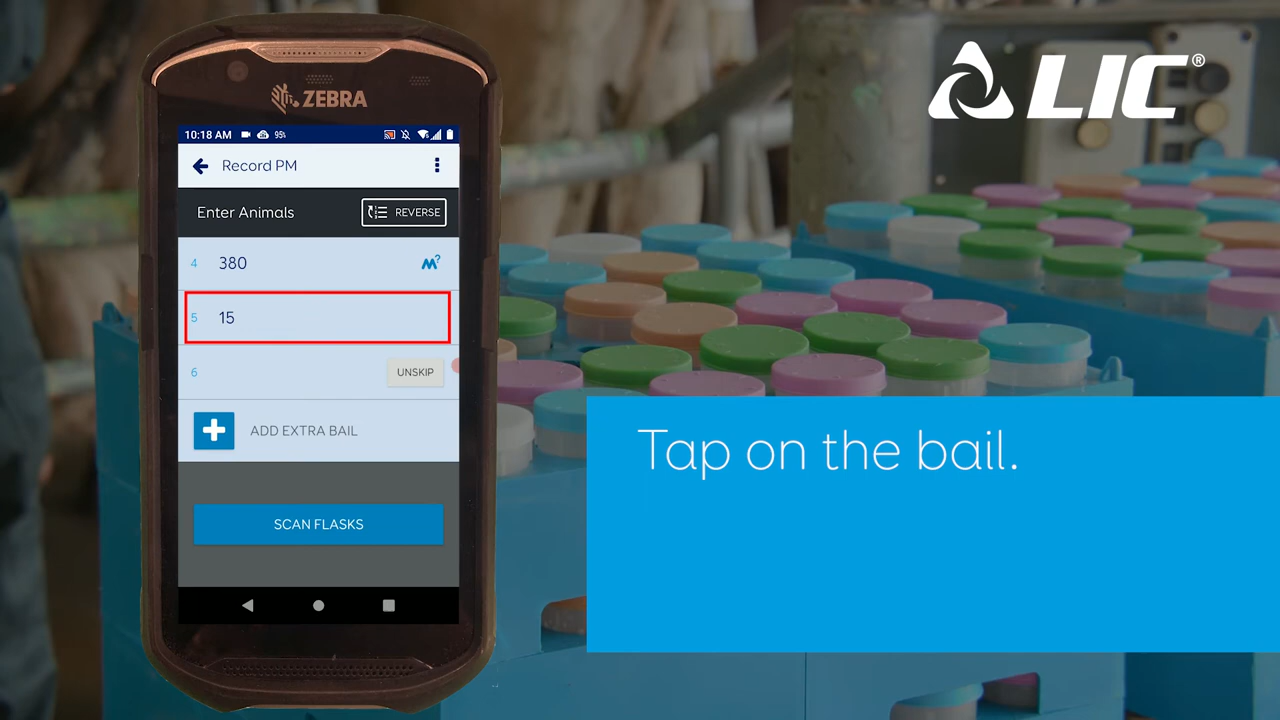 LIC®
ZEBRA
10:18 AM 95%
Record PM
Enter Animals REVERSE
4 380 M?
5 15
6 UNSKIP
ADD EXTRA BAIL
SCAN FLASKS
Tap on the bail.